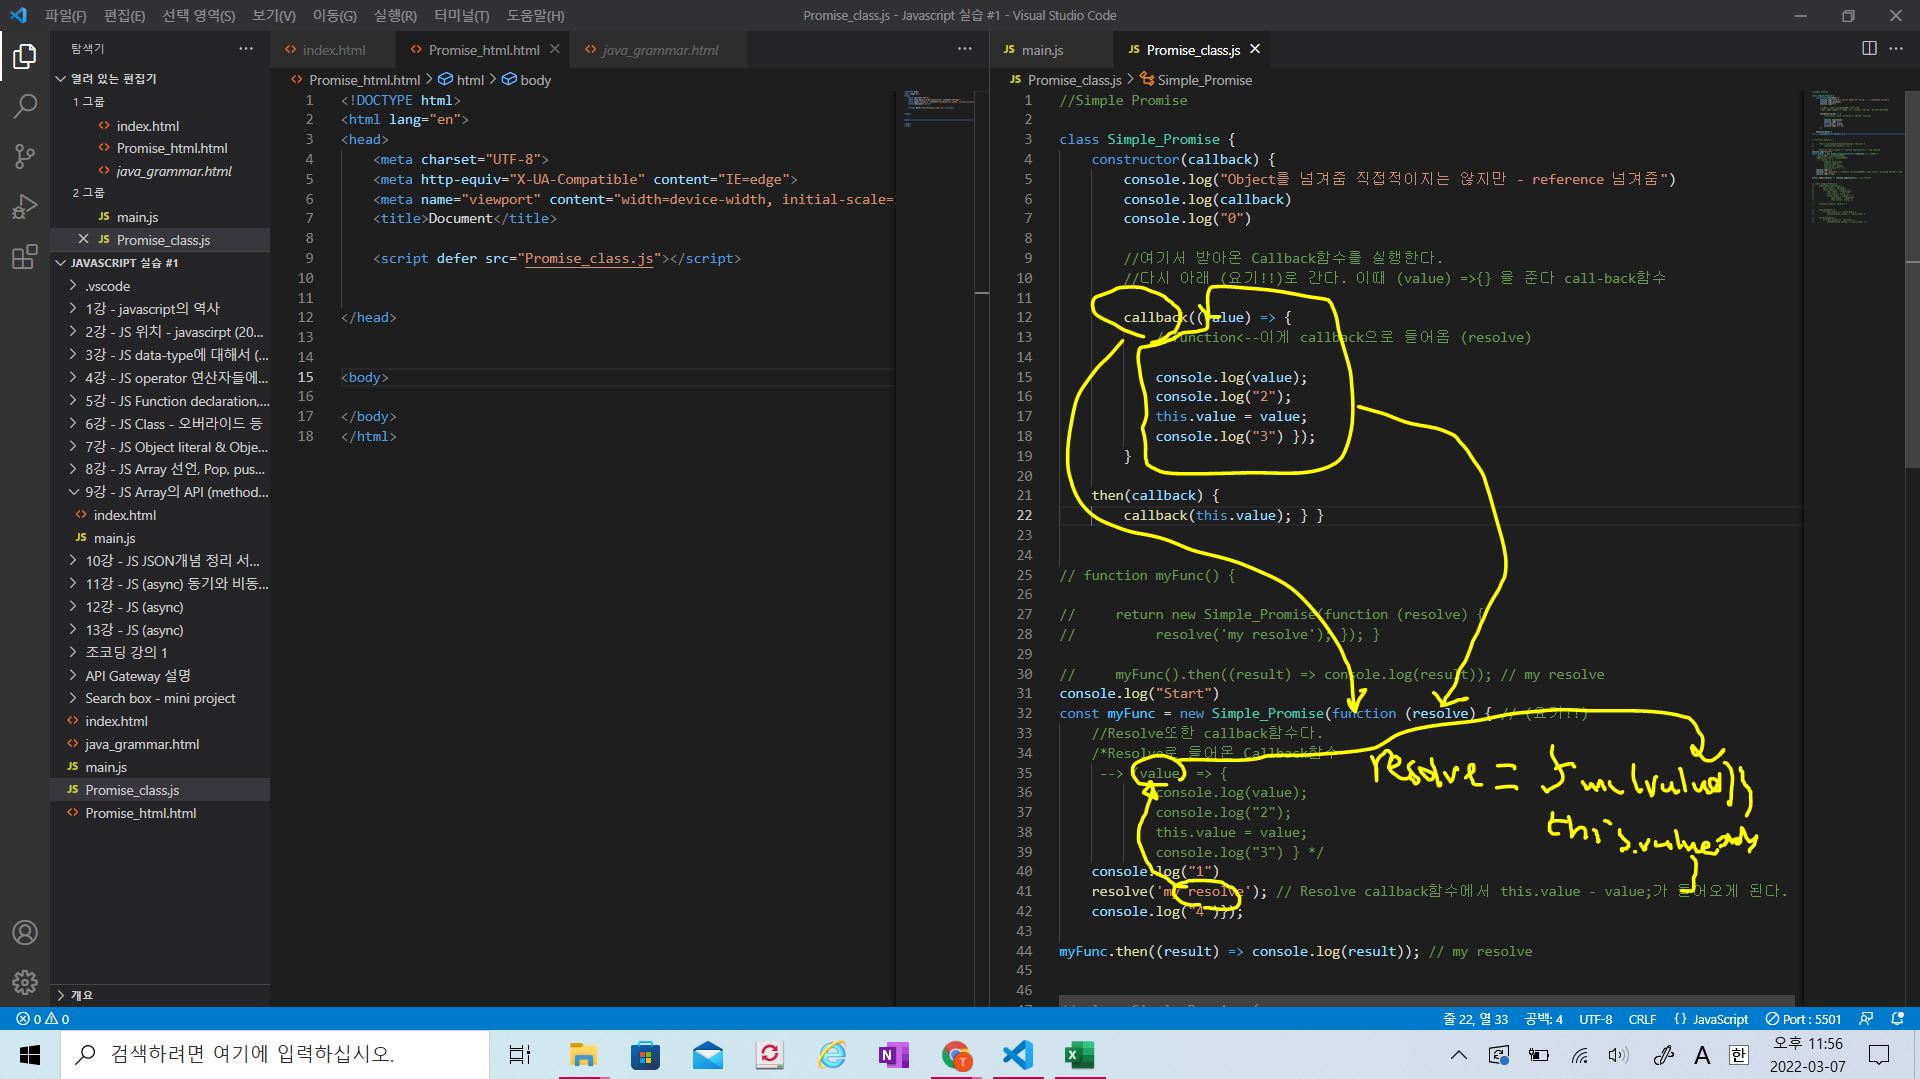 파일(F) 편집(E) 선택 영역(S) 보기(V) 이동(G) 실행(R) 터미널(T) 도움말(H)
Promise_class.js - Javascript 실습 #1 - Visual Studio Code
탐색기 ···
열려 있는 편집기
1 그룹
index.html
Promise_html.html
java_grammar.html
2 그룹
JS main.js
JS Promise_class.js
JAVASCRIPT 실습 #1
.vscode
1강 - javascript의 역사
2강 - JS 위치 - javascirpt (20...
3강 - JS data-type에 대해서 (...
4강 - JS operator 연산자들에...
5강 - JS Function declaration,...
6강 - JS Class - 오버라이드 등
7강 - JS Object literal & Obje...
8강 - JS Array 선언, Pop, pus...
9강 - JS Array의 API (method...
index.html
JS main.js
10강 - JS JSON개념 정리 서...
11강 - JS (async) 동기와 비동...
12강 - JS (async)
13강 - JS (async)
조코딩 강의 1
API Gateway 설명
Search box - mini project
index.html
java_grammar.html
JS main.js
JS Promise_class.js
Promise_html.html
개요
index.html Promise_html.html java_grammar.html ···
Promise_html.html > html > body
1 <!DOCTYPE html>
2 <html lang="en">
3 <head>
4 <meta charset="UTF-8">
5 <meta http-equiv="X-UA-Compatible" content="IE=edge">
6 <meta name="viewport" content="width=device-width, initial-scale=
7 <title>Document</title>
8
9 <script defer src="Promise_class.js"></script>
10
11
12 </head>
13
14
15 <body>
16
17 </body>
18 </html>
JS main.js JS Promise_class.js ···
JS Promise_class.js > Simple_Promise
1 //Simple Promise
2
3 class Simple_Promise {
4 constructor(callback) {
5 console.log("Object를 넘겨줌 직접적이지는 않지만 - reference 넘겨줌")
6 console.log(callback)
7 console.log("0")
8
9 //여기서 받아온 Callback함수를 실행한다.
10 //다시 아래 (요기!!)로 간다. 이때 (value) =>{} 을 준다 call-back함수
11
12 callback((value) => {
13 //function<--이게 callback으로 들어옴 (resolve)
14
15 console.log(value);
16 console.log("2");
17 this.value = value;
18 console.log("3") });
19 }
20
21 then(callback) {
22 callback(this.value); } }
23
24
25 // function myFunc() {
26
27 // return new Simple_Promise(function (resolve) {
28 // resolve('my resolve'); }); }
29
30 // myFunc().then((result) => console.log(result)); // my resolve
31 console.log("Start")
32 const myFunc = new Simple_Promise(function (resolve) { // (요기!!)
33 //Resolve또한 callback함수다.
34 /*Resolve로 들어온 Callback함수
35 --> value) => {
36 console.log(value);
37 console.log("2");
38 this.value = value;
39 console.log("3") } */
40 console.log("1")
41 resolve('my resolve'); // Resolve callback함수에서 this.value - value;가 들어오게 된다.
42 console.log("4")});
43
44 myFunc.then((result) => console.log(result)); // my resolve
45
46
resolve =
줄 22, 열 33 공백: 4 UTF-8 CRLF {} JavaScript Port : 5501
0 0
검색하려면 여기에 입력하십시오.
A 한
오후 11:56
2022-03-07